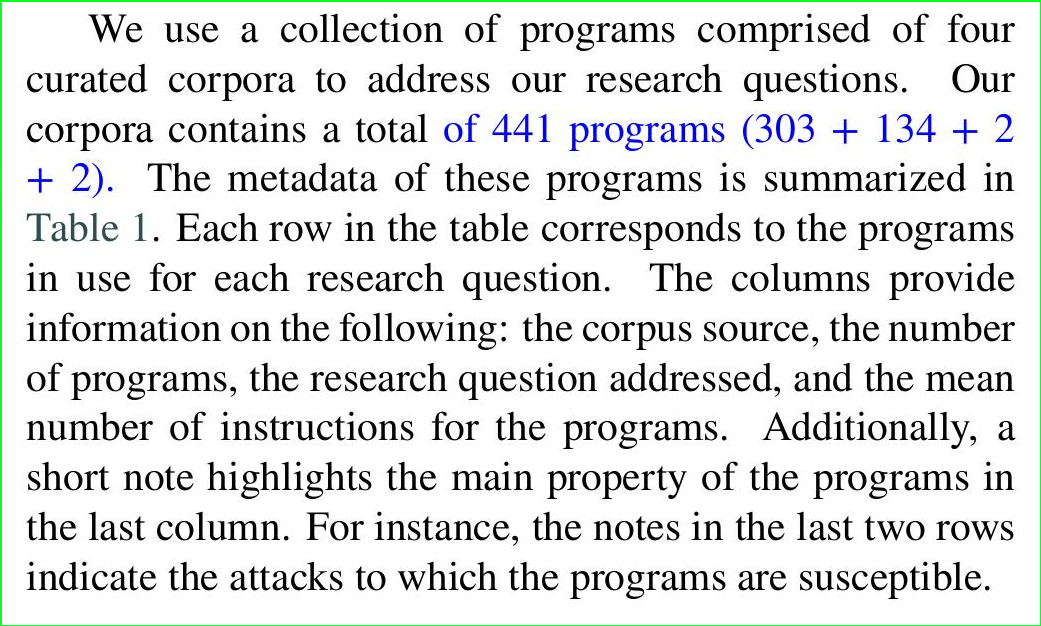 We use a collection of programs comprised of four
curated corpora to address our research questions. Our
corpora contains a total of 441 programs (303 + 134 + 2
+ 2). The metadata of these programs is summarized in
Table 1. Each row in the table corresponds to the programs
in use for each research question. The columns provide
information on the following: the corpus source, the number
of programs, the research question addressed, and the mean
number of instructions for the programs. Additionally, a
short note highlights the main property of the programs in
the last column. For instance, the notes in the last two rows
indicate the attacks to which the programs are susceptible.